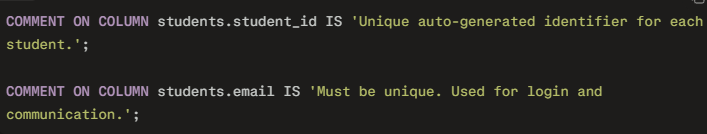 COMMENT ON COLUMN students.student_id IS 'Unique auto-generated identifier for each
student.';
COMMENT ON COLUMN students.email IS 'Must be unique. Used for login and
communication.';